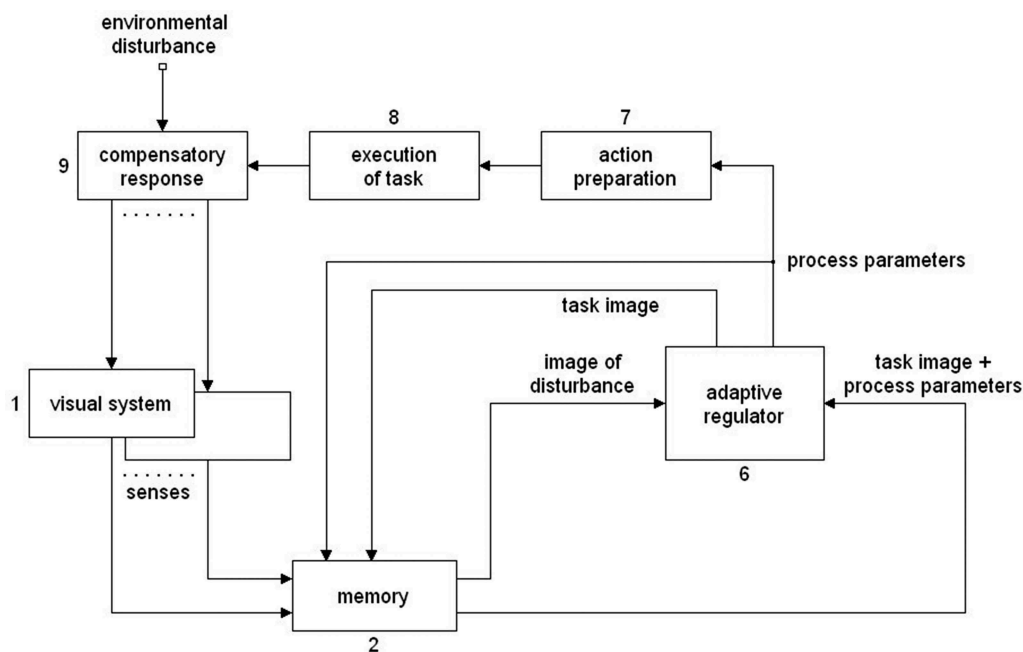 environmental
disturbance
8
7
9
compensatory
response
execution
of task
action
preparation
process parameters
task image
image of
disturbance
task image +
process parameters
1
visual system
adaptive
regulator
6
senses
memory
2